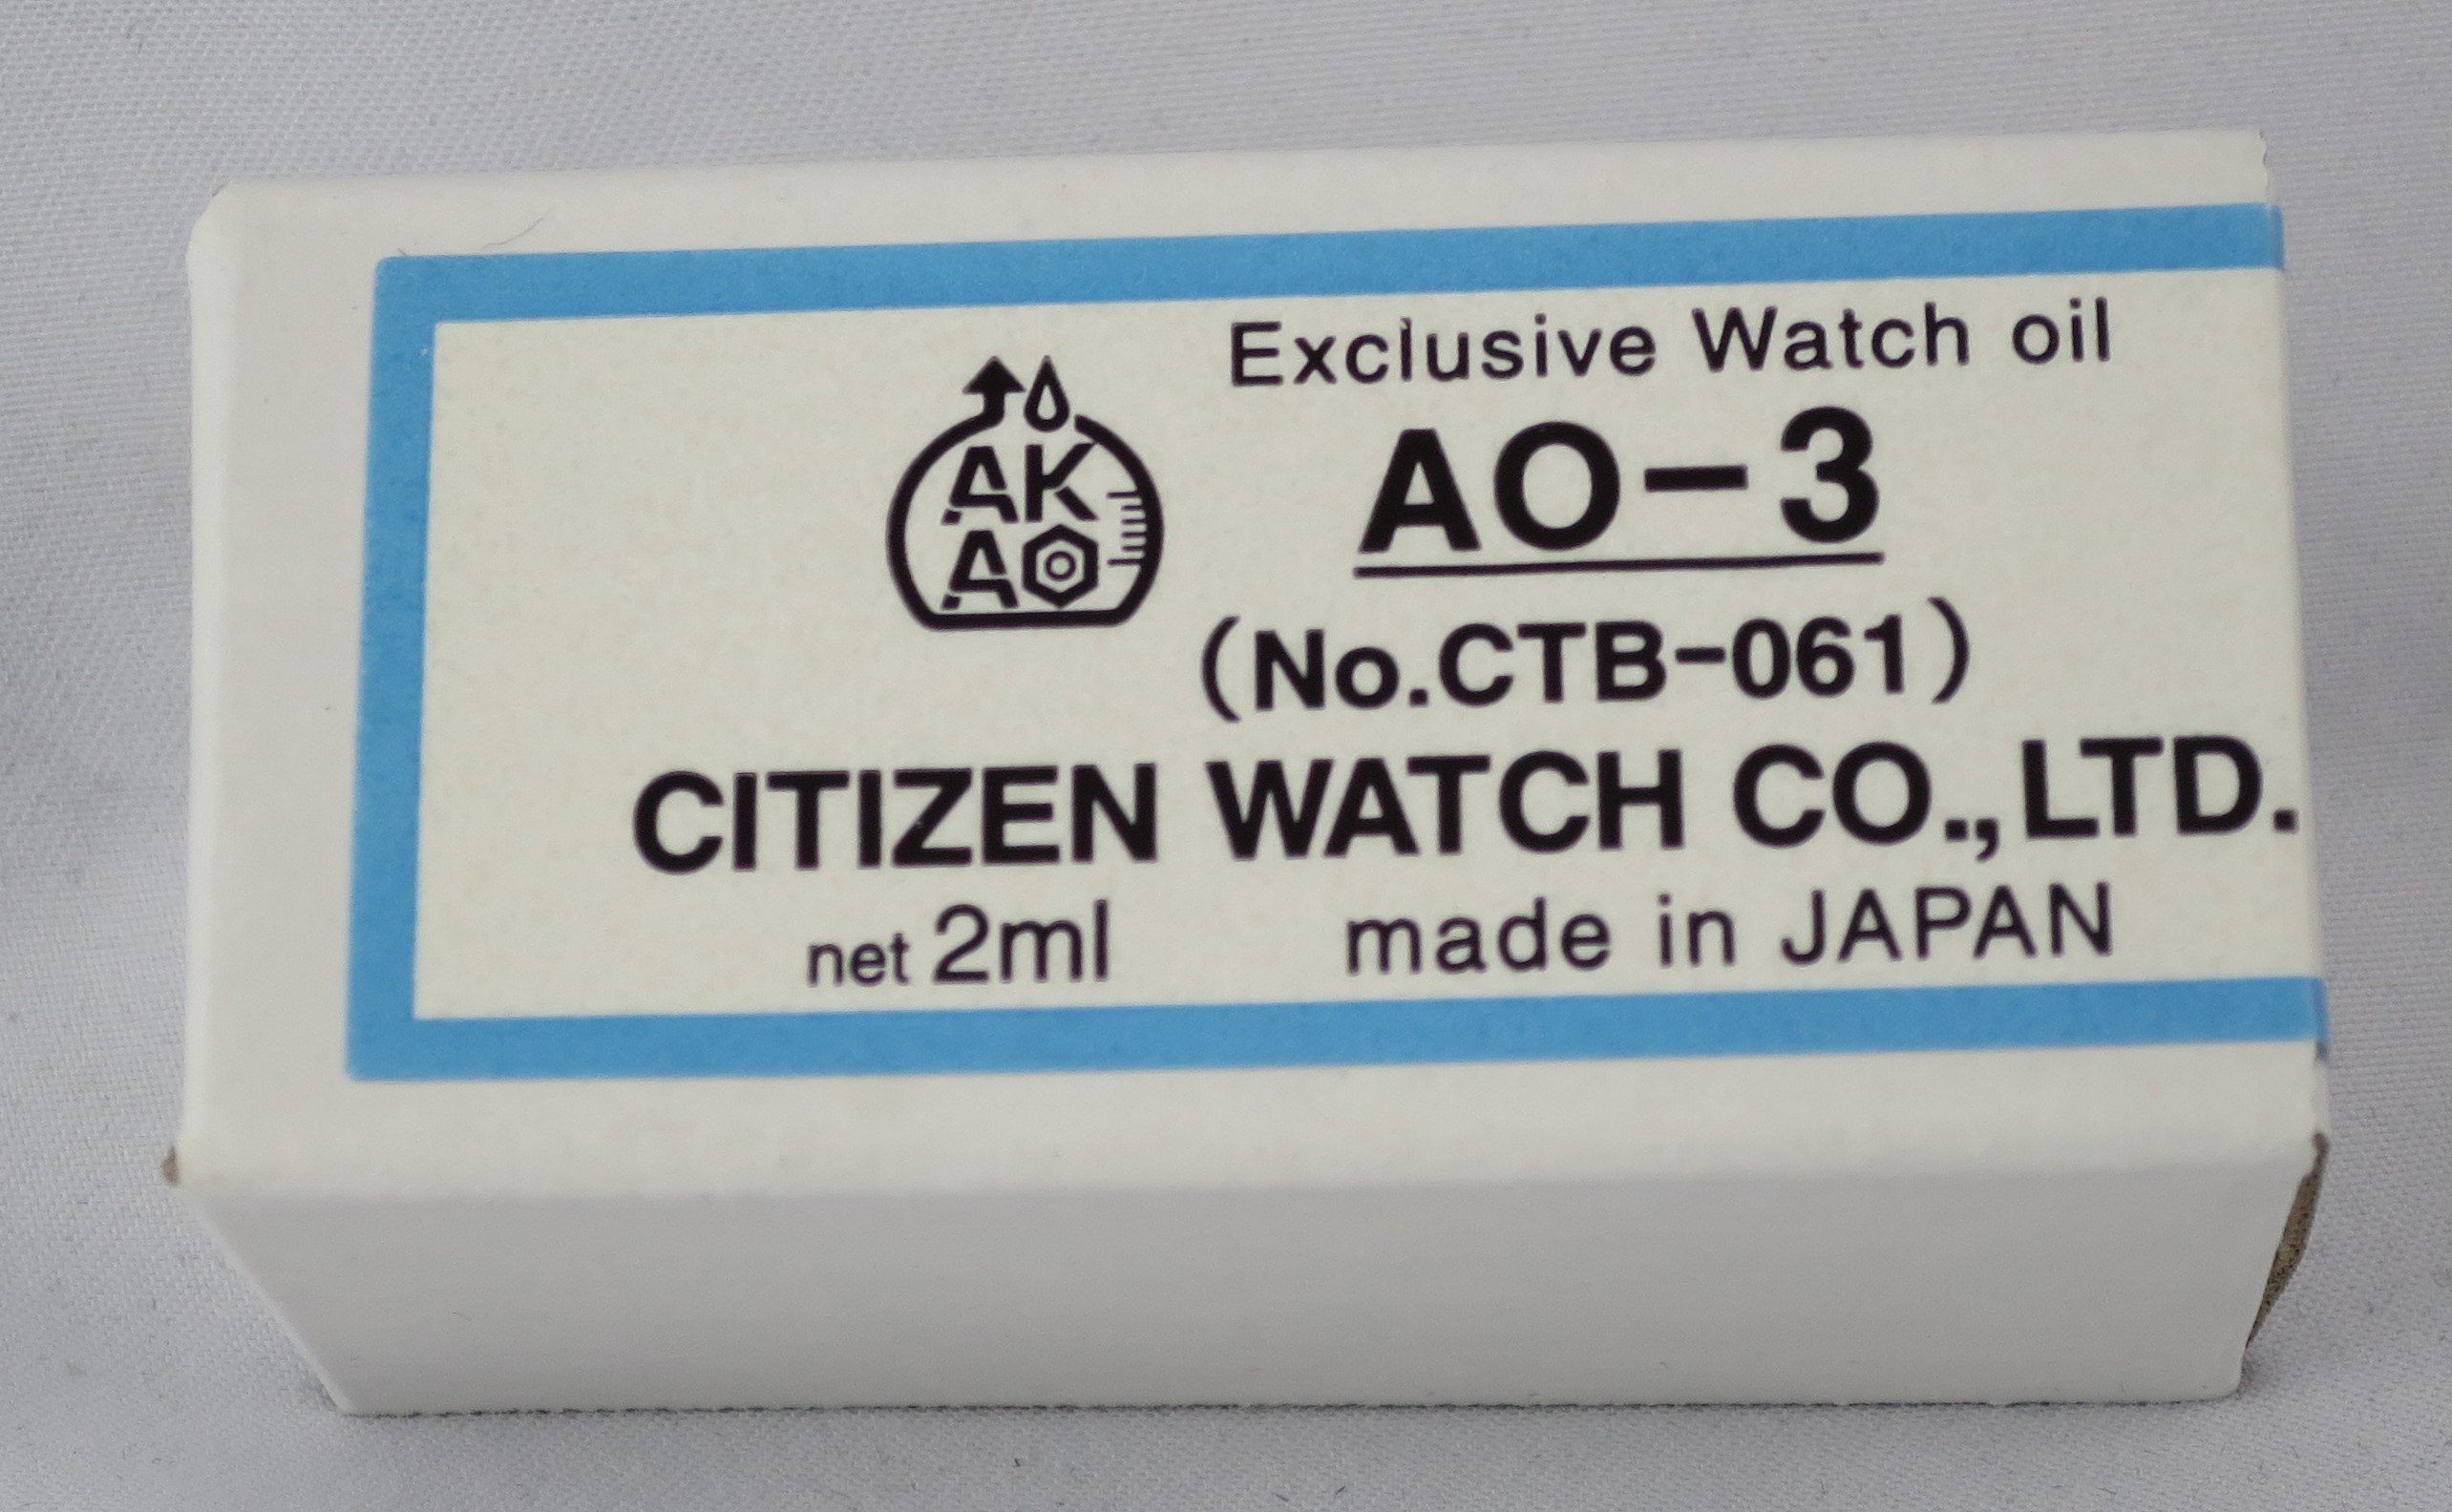 Exclusive Watch oil
AK
AO
AO-3
(No.CTB-061)
CITIZEN WATCH CO.,LTD.
net 2ml made in JAPAN